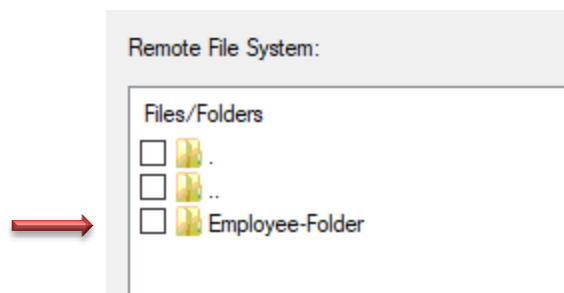 Remote File System:
Files/Folders
.
..
Employee-Folder